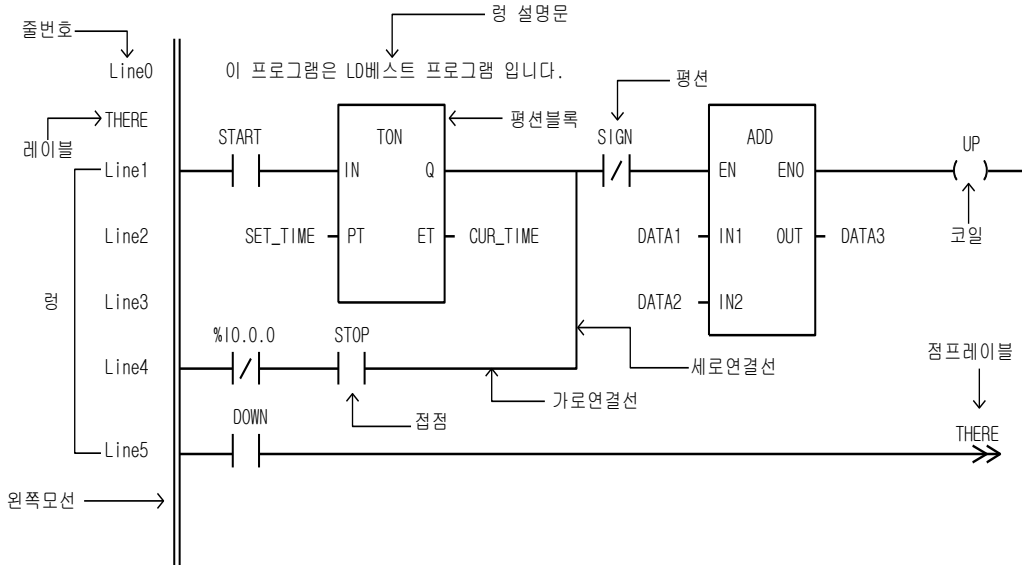 렁 설명문
줄번호
Line0 이 프로그램은 LD베스트 프로그램 입니다.
평션
THERE
평션블록
레이블
START TON SIGN ADD UP
Line1 IN Q EN ENO ( )
Line2 SET_TIME PT ET CUR_TIME DATA1 IN1 OUT DATA3 코일
렁 Line3 DATA2 IN2
%I0.0.0 STOP
점프레이블
Line4 세로연결선
가로연결선
접점
DOWN THERE
Line5
왼쪽모선